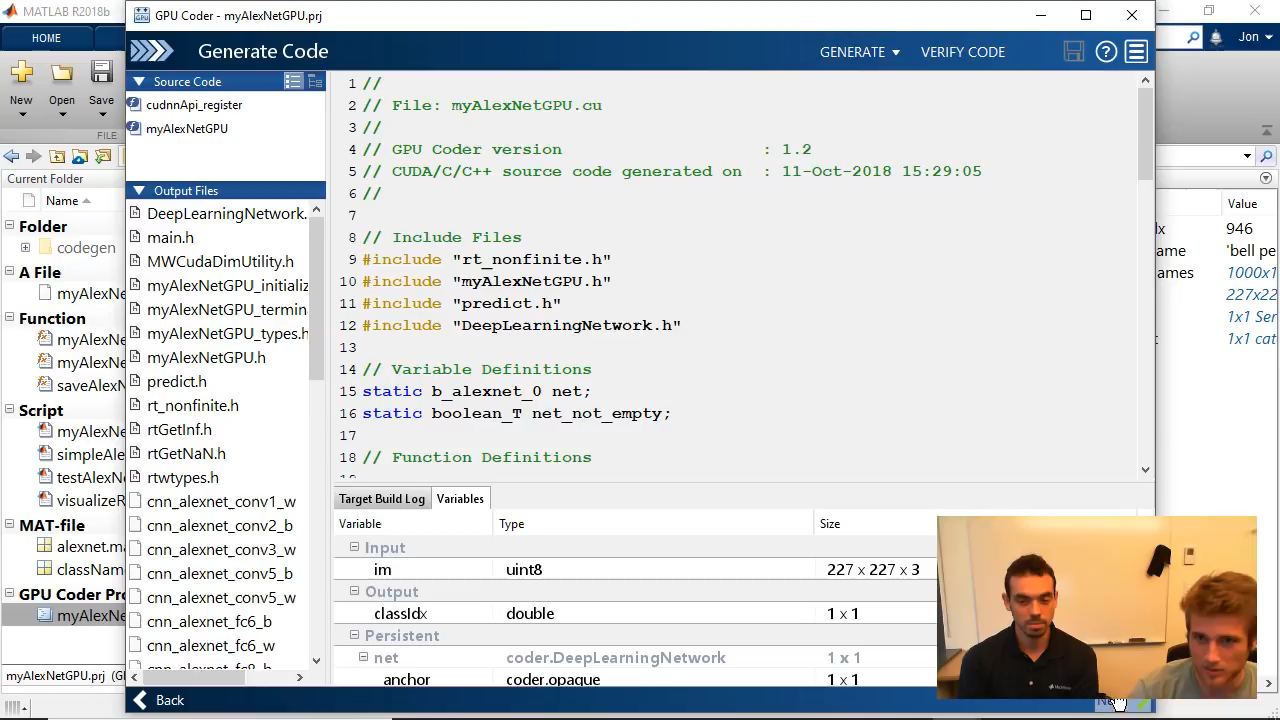 MATLAB R2018b
HOME
New
Open
Save
FILE
Current Folder
Name
Folder
codegen
A File
myAlexNe
Function
myAlexNe
myAlexNe
saveAlexN
Script
myAlexNe
simpleAle
testAlexNe
visualizeR
MAT-file
alexnet.ma
classNam
GPU Coder Pro
myAlexNe
myAlexNetGPU.prj (G
GPU Coder - myAlexNetGPU.prj
Generate Code
GENERATE
VERIFY CODE
Source Code
cudnnApi_register
myAlexNetGPU
Output Files
DeepLearningNetwork.
main.h
MWCudaDimUtility.h
myAlexNetGPU_initializ
myAlexNetGPU_termin
myAlexNetGPU_types.h
myAlexNetGPU.h
predict.h
rt_nonfinite.h
rtGetInf.h
rtGetNaN.h
rtwtypes.h
cnn_alexnet_conv1_w
cnn_alexnet_conv2_b
cnn_alexnet_conv3_w
cnn_alexnet_conv5_b
cnn_alexnet_conv5_w
cnn_alexnet_fc6_b
cnn_alexnet_fc6_w
cnn_alexnet_fc8_b
1 //
2 // File: myAlexNetGPU.cu
3 //
4 // GPU Coder version : 1.2
5 // CUDA/C/C++ source code generated on : 11-Oct-2018 15:29:05
6 //
7
8 // Include Files
9 #include "rt_nonfinite.h"
10 #include "myAlexNetGPU.h"
11 #include "predict.h"
12 #include "DeepLearningNetwork.h"
13
14 // Variable Definitions
15 static b_alexnet_0 net;
16 static boolean_T net_not_empty;
17
18 // Function Definitions
Target Build Log
Variables
Variable Type Size
Input
im uint8 227 x 227 x 3
Output
classIdx double 1 x 1
Persistent
net coder.DeepLearningNetwork 1 x 1
anchor coder.opaque 1 x 1
Back
Jon
Value
lx 946
ame 'bell pe
ames 1000x1
227x22
1x1 Ser
t 1x1 cat